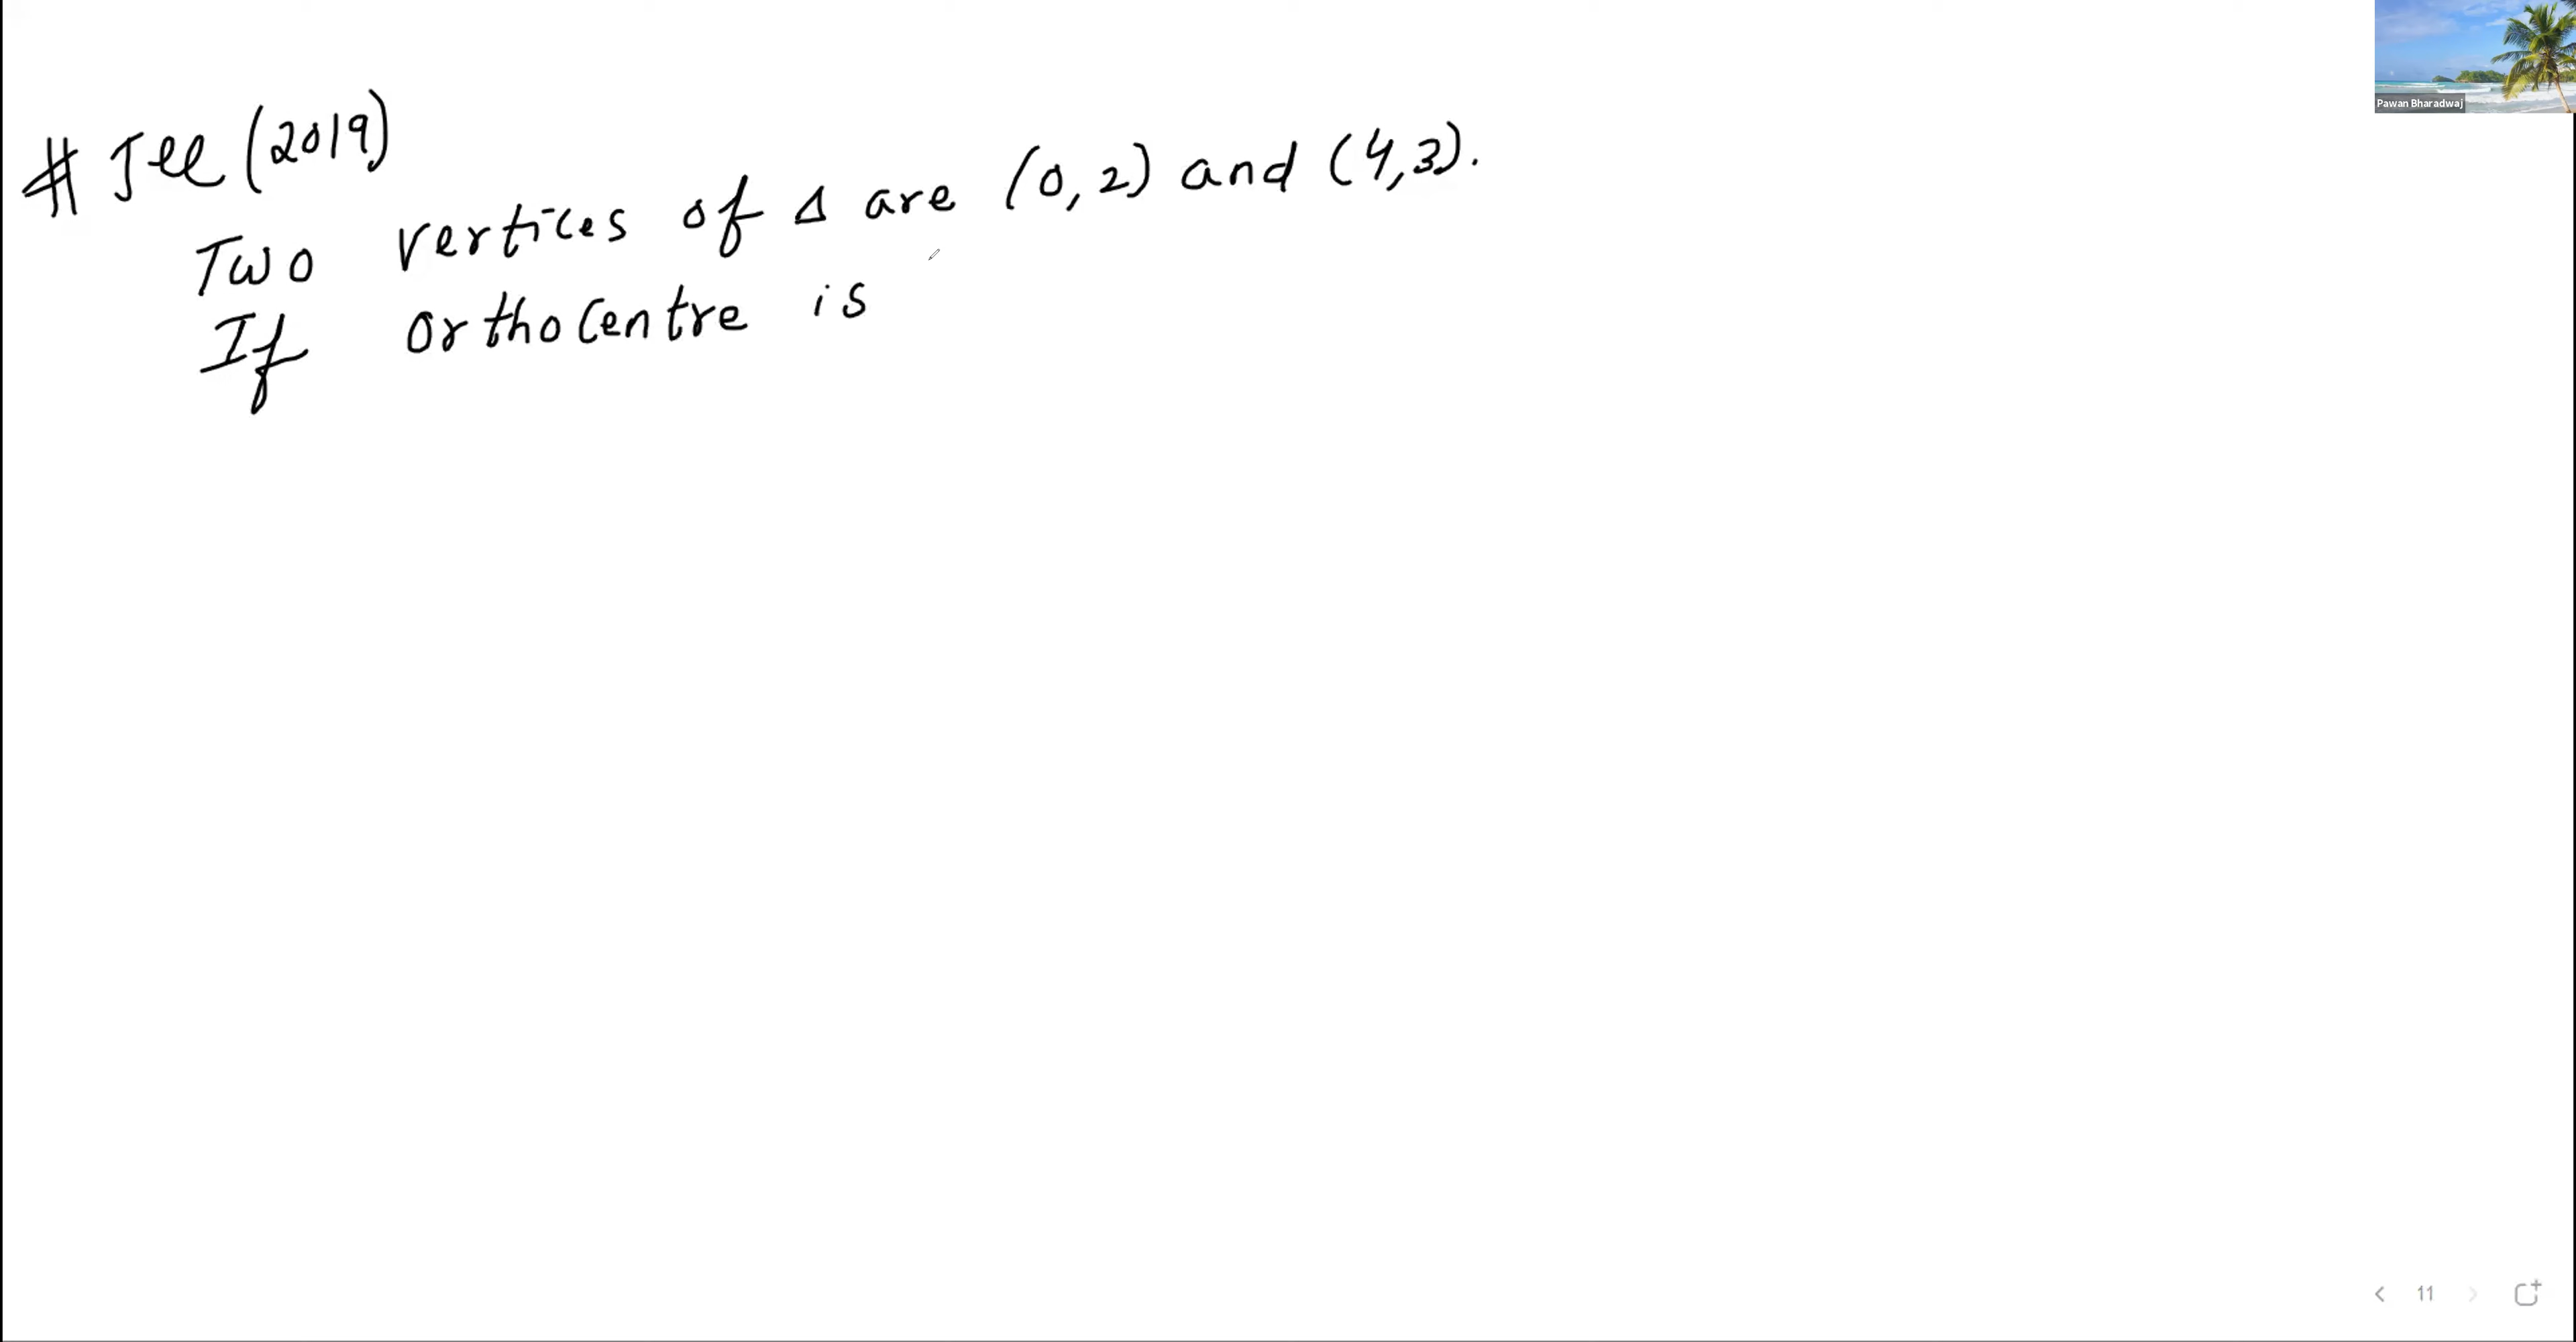 # Jee (2019)
Two vertices of Δ are (0, 2) and (4,3).
If orthocentre is
Pawan Bharadwaj
11